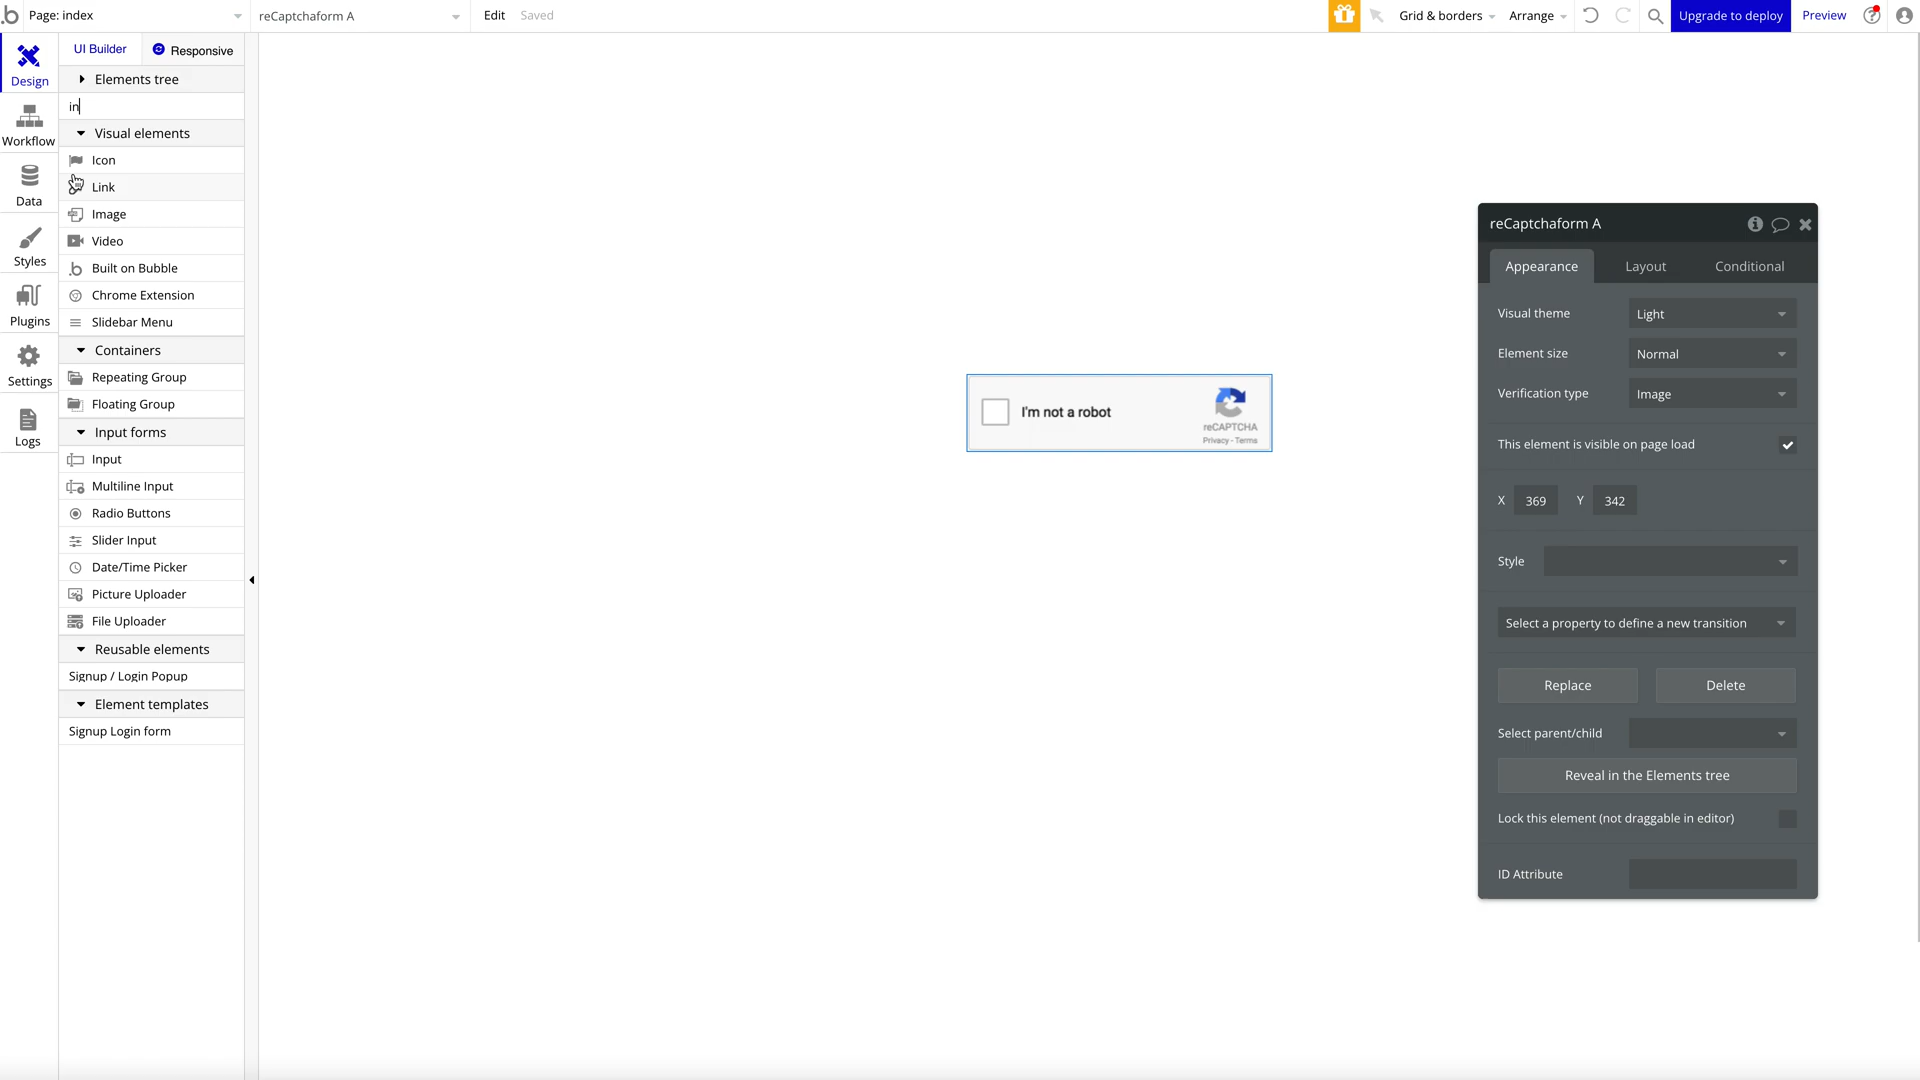 Page: index
reCaptchaform A
Edit
Saved
Grid & borders
Arrange
Upgrade to deploy
Preview
Design
Workflow
Data
Styles
Plugins
Settings
Logs
UI Builder
Responsive
Elements tree
in
Visual elements
Icon
Link
Image
Video
Built on Bubble
Chrome Extension
Slidebar Menu
Containers
Repeating Group
Floating Group
Input forms
Input
Multiline Input
Radio Buttons
Slider Input
Date/Time Picker
Picture Uploader
File Uploader
Reusable elements
Signup / Login Popup
Element templates
Signup Login form
I'm not a robot
reCAPTCHA
Privacy - Terms
reCaptchaform A
Appearance
Layout
Conditional
Visual theme
Light
Element size
Normal
Verification type
Image
This element is visible on page load
X 369 Y 342
Style
Select a property to define a new transition
Replace
Delete
Select parent/child
Reveal in the Elements tree
Lock this element (not draggable in editor)
ID Attribute